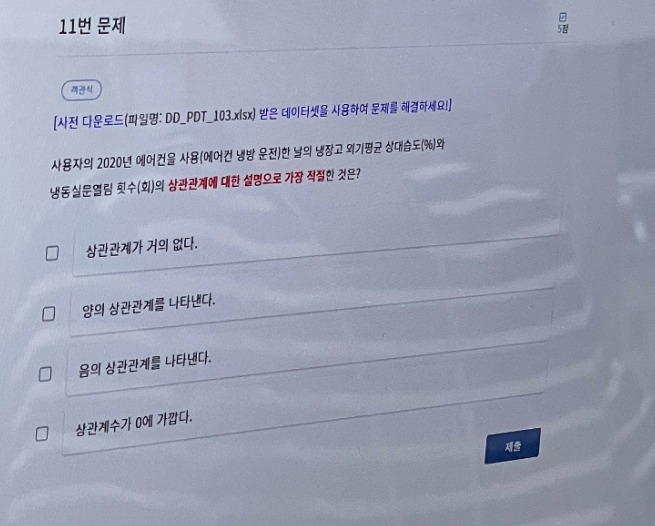 11번 문제
5점
객관식
[사전 다운로드(파일명: DD_PDT_103.xlsx) 받은 데이터셋을 사용하여 문제를 해결하세요!]
사용자의 2020년 에어컨을 사용(에어컨 냉방 운전)한 날의 냉장고 외기평균 상대습도(%)와
냉동실문열림 횟수(회)의 상관관계에 대한 설명으로 가장 적절한 것은?
상관관계가 거의 없다.
양의 상관관계를 나타낸다.
음의 상관관계를 나타낸다.
상관계수가 0에 가깝다.
제출